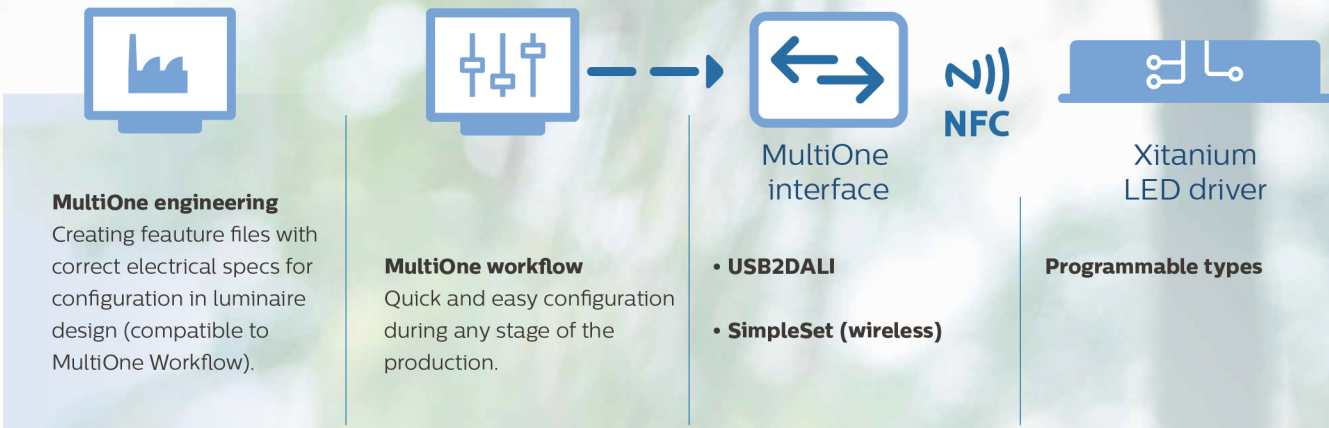 NFC
MultiOne
interface
Xitanium
LED driver
MultiOne engineering
Creating feauture files with
correct electrical specs for
configuration in luminaire
design (compatible to
MultiOne Workflow).
MultiOne workflow
Quick and easy configuration
during any stage of the
production.
• USB2DALI
• SimpleSet (wireless)
Programmable types